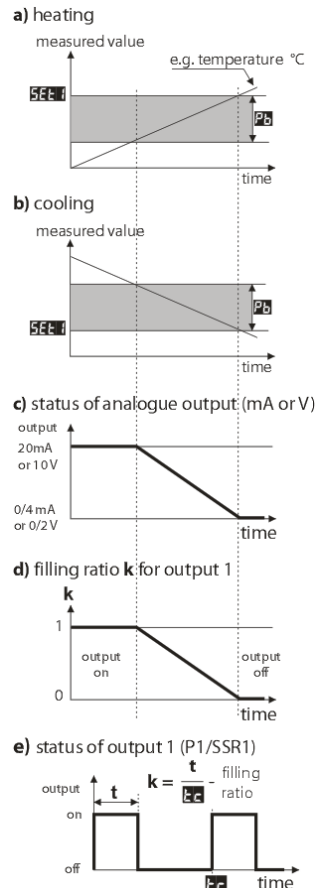 a) heating
measured value
e.g. temperature °C
SEt1
Pb
time
b) cooling
measured value
Pb
SEt1
time
c) status of analogue output (mA or V)
output
20mA
or 10V
0/4 mA
or 0/2 V
time
d) filling ratio k for output 1
k
1
output
on
output
off
0
time
e) status of output 1 (P1/SSR1)
output
on
t
k = t / tc - filling
ratio
off
tc
time